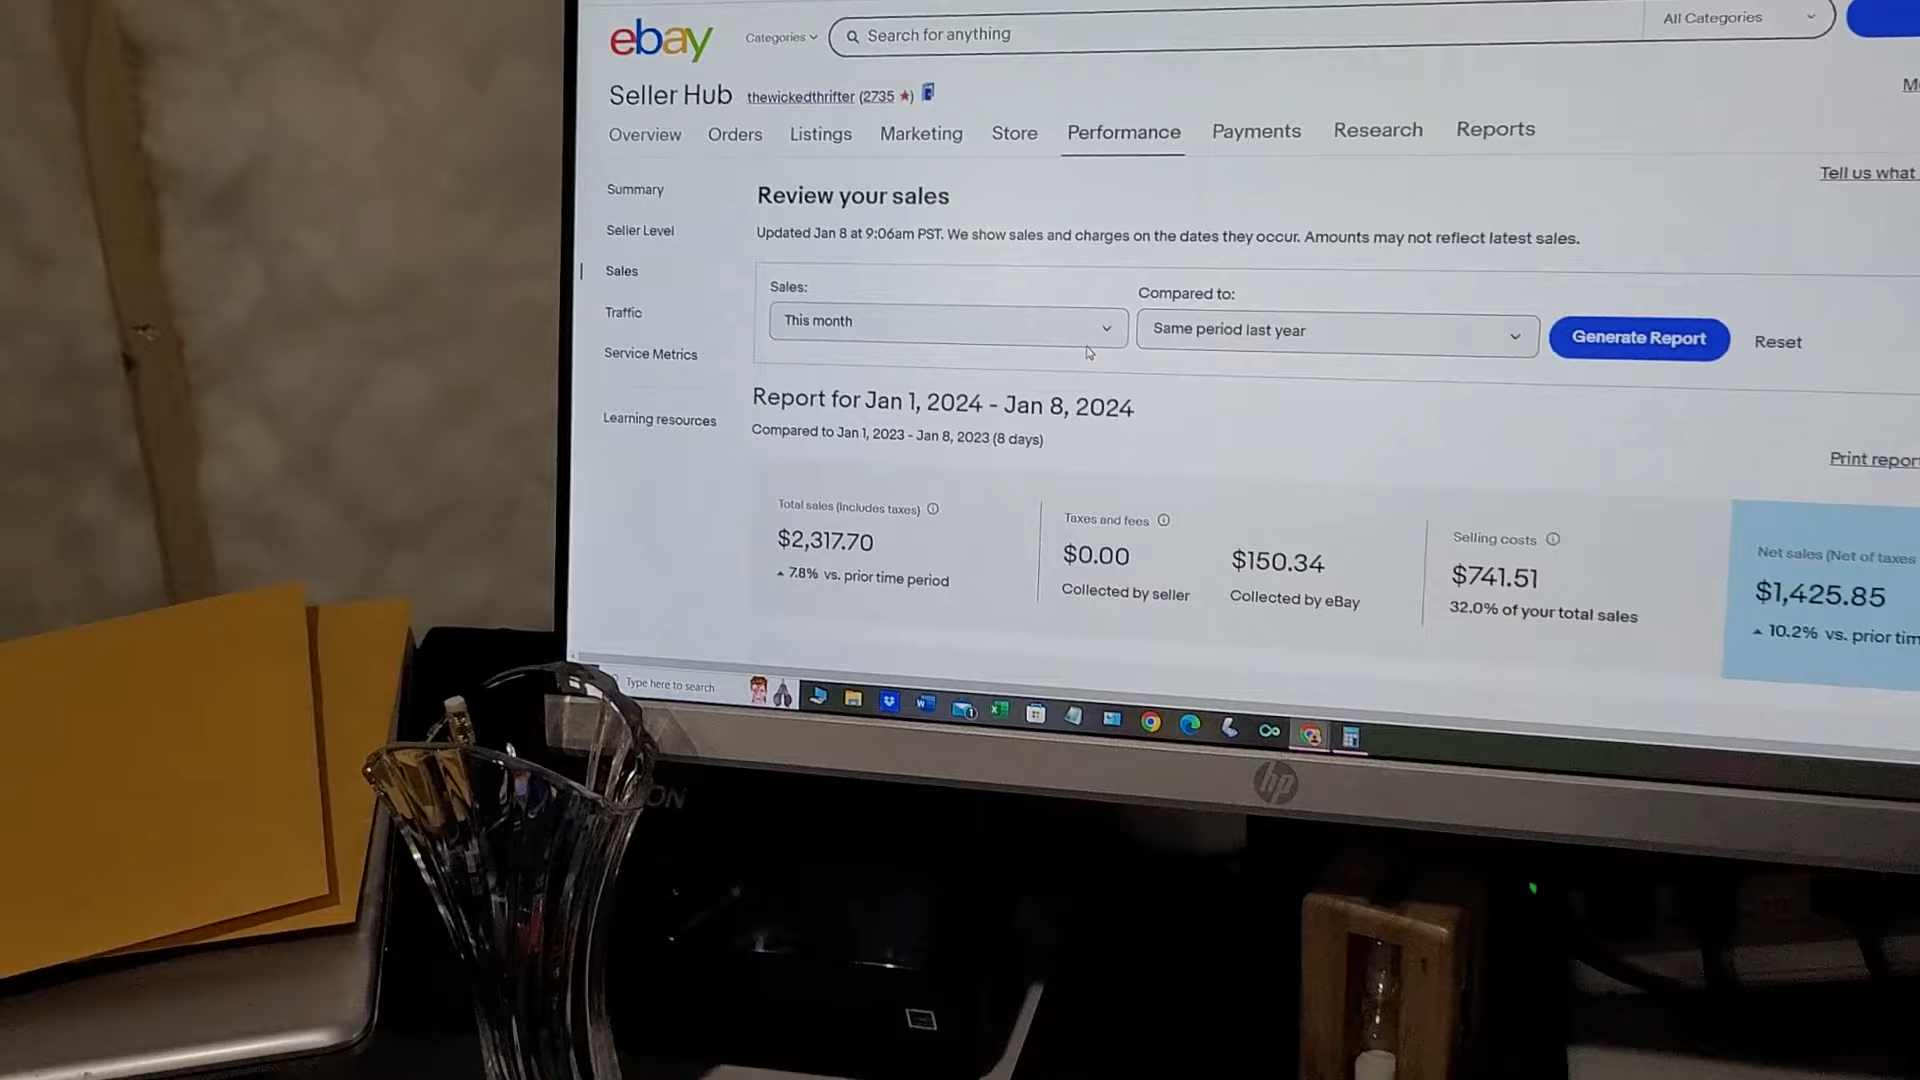 ebay
Categories
Search for anything
All Categories
Seller Hub
thewickedthrifter (2735 ★)
Overview
Orders
Listings
Marketing
Store
Performance
Payments
Research
Reports
Tell us what
Summary
Seller Level
Sales
Traffic
Service Metrics
Learning resources
Review your sales
Updated Jan 8 at 9:06am PST. We show sales and charges on the dates they occur. Amounts may not reflect latest sales.
Sales:
This month
Compared to:
Same period last year
Generate Report
Reset
Report for Jan 1, 2024 - Jan 8, 2024
Compared to Jan 1, 2023 - Jan 8, 2023 (8 days)
Print report
Total sales (Includes taxes)
$2,317.70
7.8% vs. prior time period
Taxes and fees
$0.00
Collected by seller
$150.34
Collected by eBay
Selling costs
$741.51
32.0% of your total sales
Net sales (Net of taxes
$1,425.85
10.2% vs. prior tim
Type here to search
hp